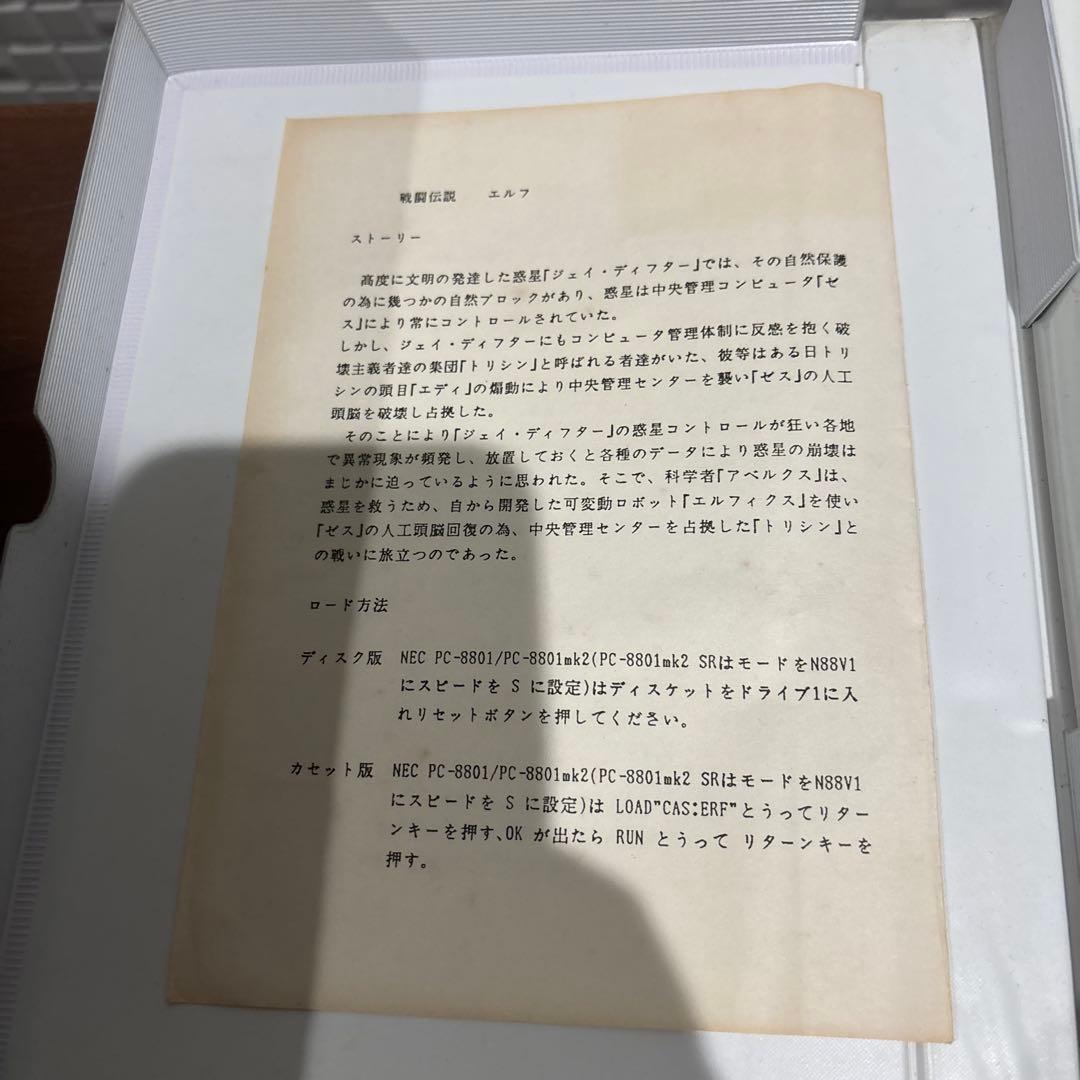 戦闘伝説　エルフ
ストーリー
高度に文明の発達した惑星「ジェイ・ディフター」では、その自然保護
の為に幾つかの自然ブロックがあり、惑星は中央管理コンピュータ「ゼ
ス」により常にコントロールされていた。
しかし、ジェイ・ディフターにもコンピュータ管理体制に反感を抱く破
壊主義者達の集団「トリシン」と呼ばれる者達がいた、彼等はある日トリ
シンの頭目「エディ」の煽動により中央管理センターを襲い「ゼス」の人工
頭脳を破壊し占拠した。
そのことにより「ジェイ・ディフター」の惑星コントロールが狂い各地
で異常現象が頻発し、放置しておくと各種のデータにより惑星の崩壊は
まじかに迫っているように思われた。そこで、科学者「アベルクス」は、
惑星を救うため、自から開発した可変動ロボット「エルフィクス」を使い
「ゼス」の人工頭脳回復の為、中央管理センターを占拠した「トリシン」と
の戦いに旅立つのであった。
ロード方法
ディスク版　NEC PC-8801/PC-8801mk2(PC-8801mk2 SRはモードをN88V1
にスピードを S に設定)はディスケットをドライブ1に入
れリセットボタンを押してください。
カセット版　NEC PC-8801/PC-8801mk2(PC-8801mk2 SRはモードをN88V1
にスピードを S に設定)は LOAD"CAS:ERF"とうってリター
ンキーを押す、OK が出たら RUN とうって リターンキーを
押す。